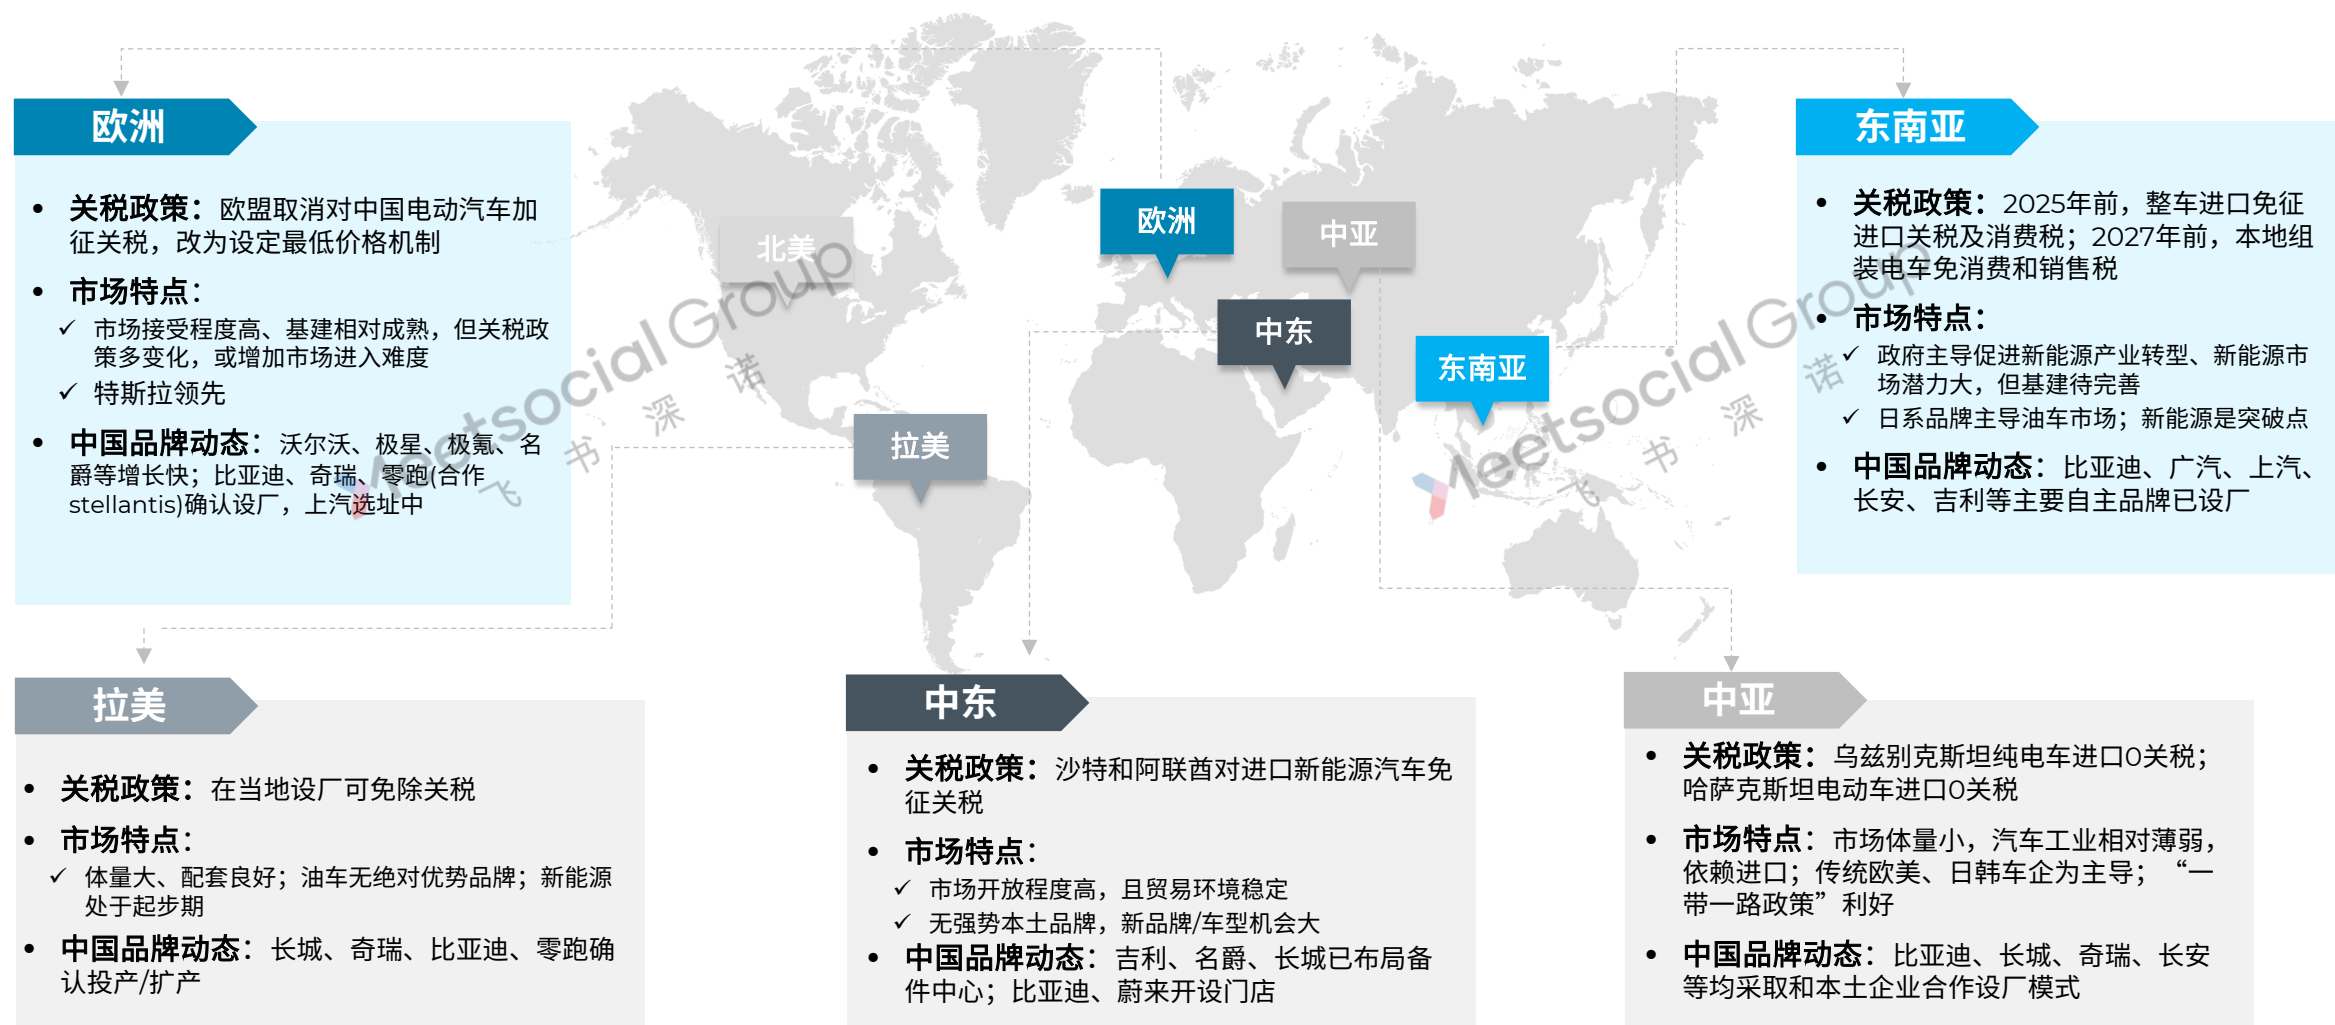 欧洲
• 关税政策：欧盟取消对中国电动汽车加
征关税，改为设定最低价格机制
• 市场特点：
✓ 市场接受程度高、基建相对成熟，但关税政
策多变化，或增加市场进入难度
✓ 特斯拉领先
• 中国品牌动态：沃尔沃、极星、极氪、名
爵等增长快；比亚迪、奇瑞、零跑(合作
stellantis)确认设厂，上汽选址中
北美
欧洲
中亚
中东
东南亚
拉美
东南亚
• 关税政策：2025年前，整车进口免征
进口关税及消费税；2027年前，本地组
装电车免消费和销售税
• 市场特点：
✓ 政府主导促进新能源产业转型、新能源市
场潜力大，但基建待完善
✓ 日系品牌主导油车市场；新能源是突破点
• 中国品牌动态：比亚迪、广汽、上汽、
长安、吉利等主要自主品牌已设厂
Meetsocial Group
飞书深诺
Meetsocial Group
飞书深诺
拉美
• 关税政策：在当地设厂可免除关税
• 市场特点：
✓ 体量大、配套良好；油车无绝对优势品牌；新能源
处于起步期
• 中国品牌动态：长城、奇瑞、比亚迪、零跑确
认投产/扩产
中东
• 关税政策：沙特和阿联酋对进口新能源汽车免
征关税
• 市场特点：
✓ 市场开放程度高，且贸易环境稳定
✓ 无强势本土品牌，新品牌/车型机会大
• 中国品牌动态：吉利、名爵、长城已布局备
件中心；比亚迪、蔚来开设门店
中亚
• 关税政策：乌兹别克斯坦纯电车进口0关税；
哈萨克斯坦电动车进口0关税
• 市场特点：市场体量小，汽车工业相对薄弱，
依赖进口；传统欧美、日韩车企为主导；“一
带一路政策”利好
• 中国品牌动态：比亚迪、长城、奇瑞、长安
等均采取和本土企业合作设厂模式